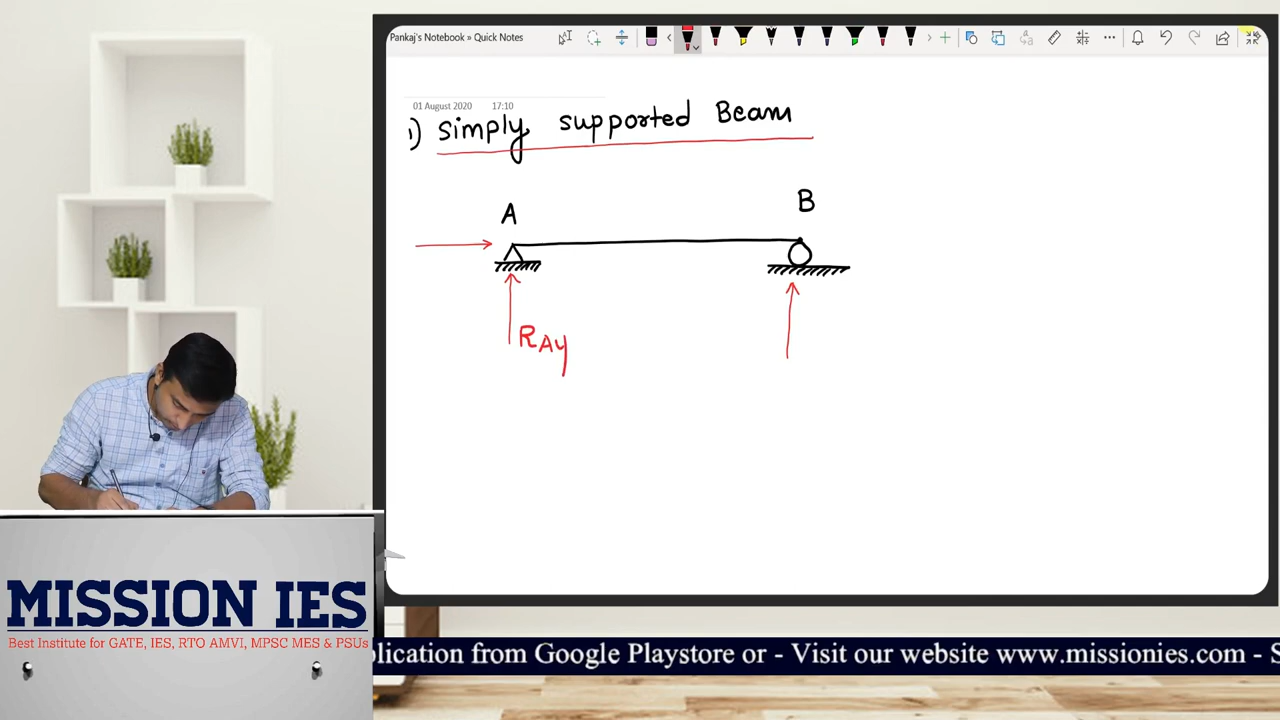 Pankaj's Notebook » Quick Notes
01 August 2020 17:10
1) simply supported Beam
A
B
RAy
MISSION IES
Best Institute for GATE, IES, RTO AMVI, MPSC MES & PSUs
plication from Google Playstore or - Visit our website www.missionies.com - S